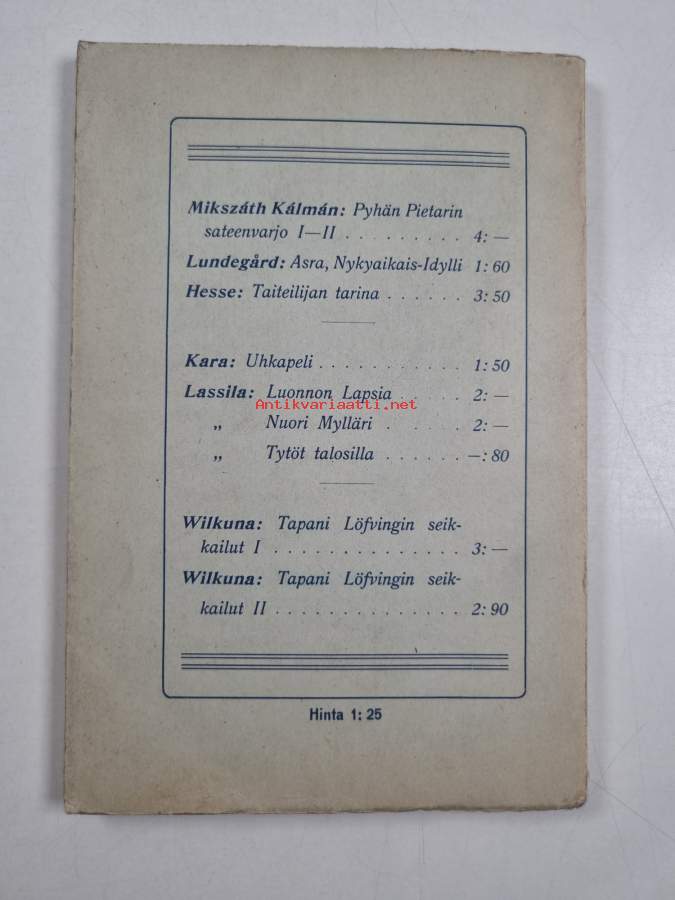 Mikszáth Kálmán: Pyhän Pietarin
sateenvarjo I—II . . . . . . . . . 4: —
Lundegård: Asra, Nykyaikais-Idylli 1: 60
Hesse: Taiteilijan tarina . . . . . . 3: 50
Kara: Uhkapeli . . . . . . . . . . . 1: 50
Lassila: Luonnon Lapsia . . . . . 2: —
Antikvariaatti.net
„ Nuori Mylläri . . . . . . 2: —
„ Tytöt talosilla . . . . . . —: 80
Wilkuna: Tapani Löfvingin seik-
kailut I . . . . . . . . . . . . . . 3: —
Wilkuna: Tapani Löfvingin seik-
kailut II . . . . . . . . . . . . . . 2: 90
Hinta 1: 25